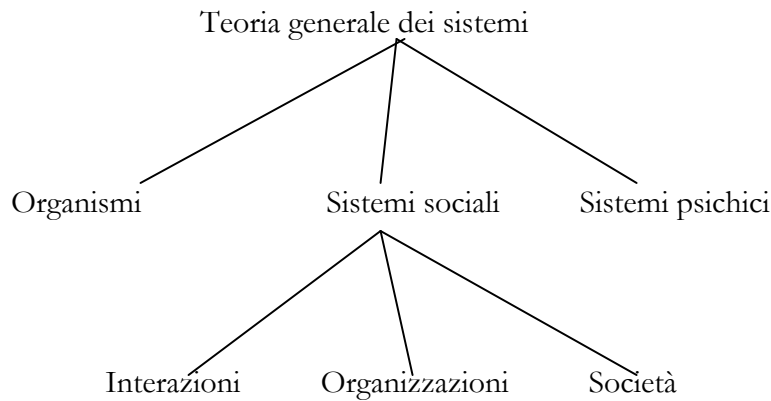 Teoria generale dei sistemi
Organismi Sistemi sociali Sistemi psichici
Interazioni Organizzazioni Società